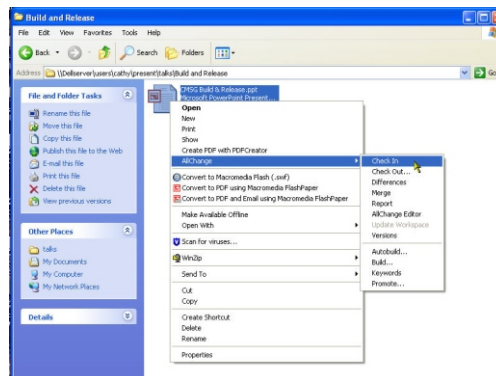 Build and Release
File Edit View Favorites Tools Help
Back Search Folders
Address \\Dellserver\users\cathy\present\talks\Build and Release Go
File and Folder Tasks
Rename this file
Move this file
Copy this file
Publish this file to the Web
E-mail this file
Print this file
Delete this file
View previous versions
Other Places
talks
My Documents
My Computer
My Network Places
Details
CMSG Build & Release.ppt
Microsoft PowerPoint Present...
Open
New
Print
Show
Create PDF with PDFCreator
AllChange
Convert to Macromedia Flash (.swf)
Convert to PDF using Macromedia FlashPaper
Convert to PDF and Email using Macromedia FlashPaper
Make Available Offline
Open With
Scan for viruses...
WinZip
Send To
Cut
Copy
Create Shortcut
Delete
Rename
Properties
Check In
Check Out...
Differences
Merge
Report
AllChange Editor
Update Workspace
Versions
Autobuild...
Build...
Keywords
Promote...